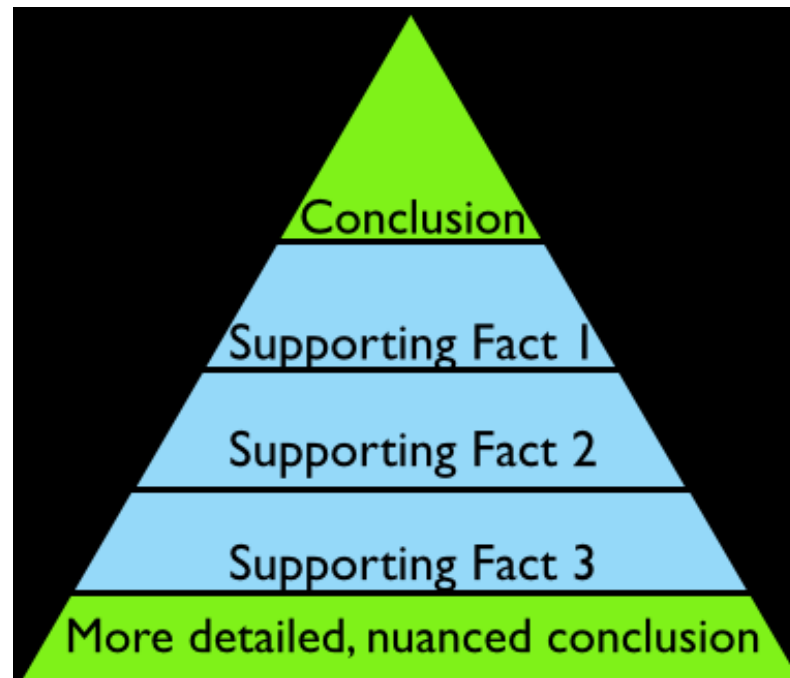 Conclusion
Supporting Fact 1
Supporting Fact 2
Supporting Fact 3
More detailed, nuanced conclusion